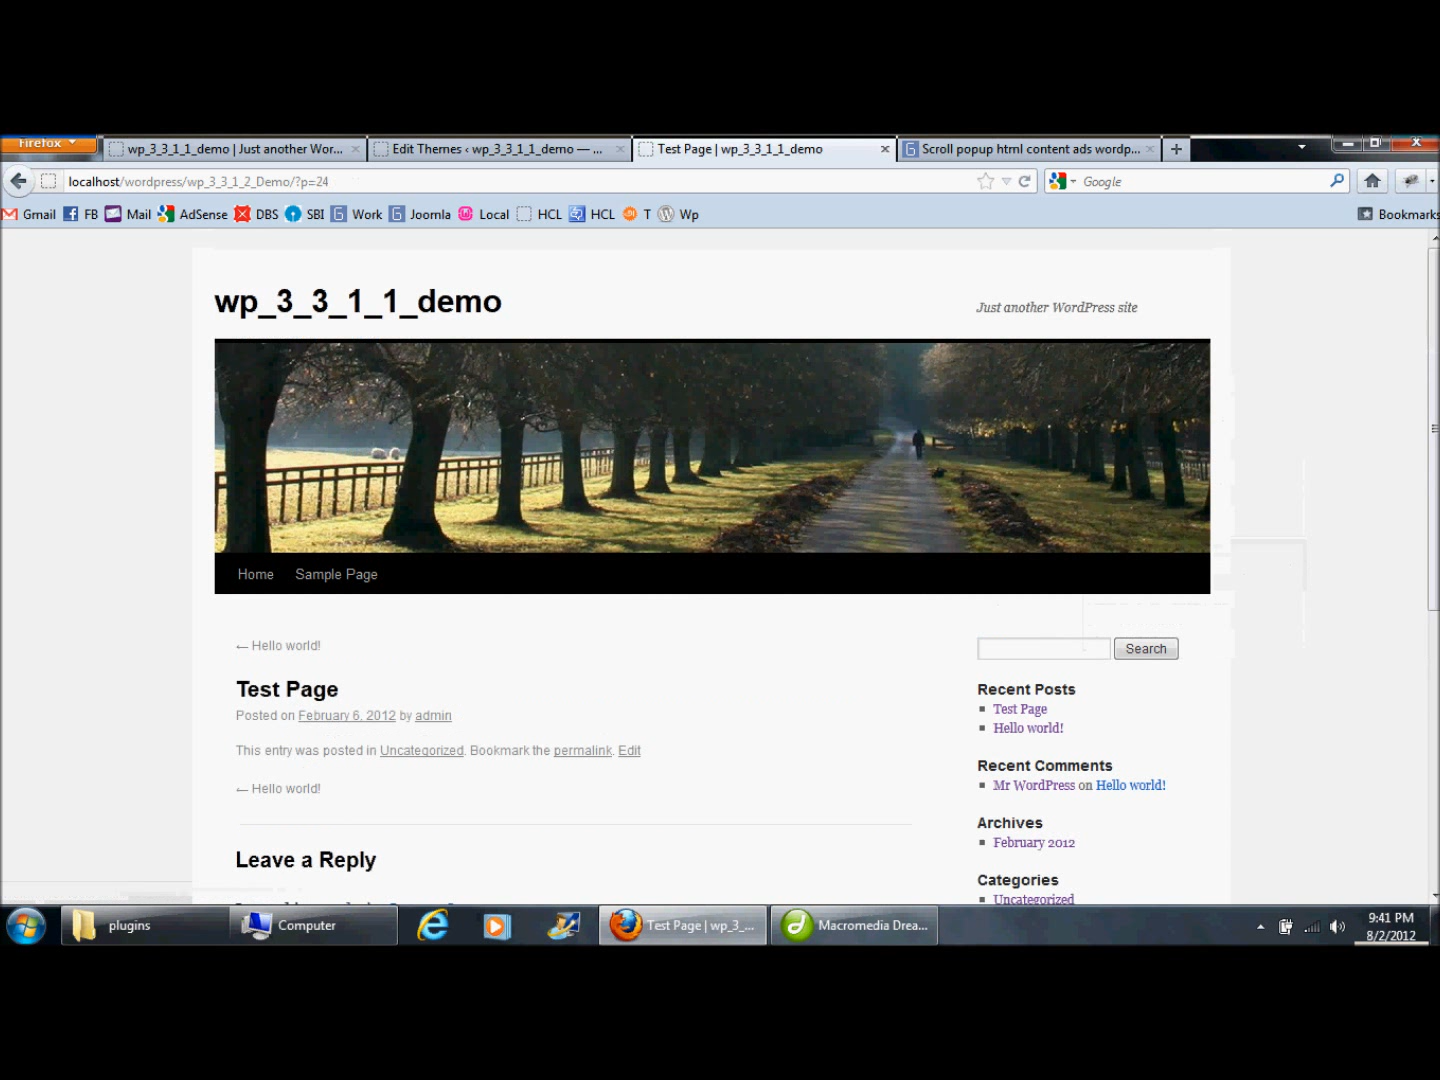 Firefox
wp_3_3_1_1_demo | Just another Wor...
Edit Themes ‹ wp_3_3_1_1_demo — ...
Test Page | wp_3_3_1_1_demo
Scroll popup html content ads wordp...
localhost/wordpress/wp_3_3_1_2_Demo/?p=24
Google
Gmail FB Mail AdSense DBS SBI Work Joomla Local HCL HCL T Wp Bookmarks
wp_3_3_1_1_demo
Just another WordPress site
Home Sample Page
← Hello world!
Search
Test Page
Posted on February 6, 2012 by admin
This entry was posted in Uncategorized. Bookmark the permalink. Edit
← Hello world!
Leave a Reply
Recent Posts
Test Page
Hello world!
Recent Comments
Mr WordPress on Hello world!
Archives
February 2012
Categories
Uncategorized
plugins
Computer
Test Page | wp_3_...
Macromedia Drea...
9:41 PM
8/2/2012